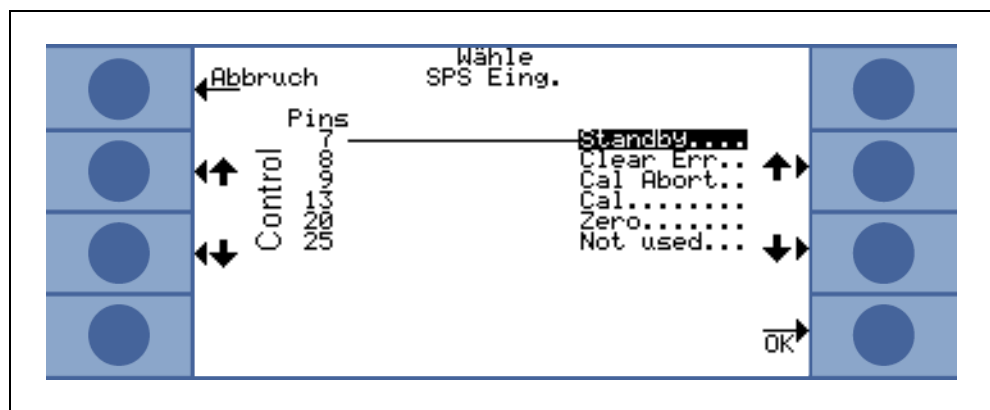 Wähle
SPS Eing.
Abbruch
Pins
Control
7 Standby....
8 Clear Err..
9 Cal Abort..
13 Cal........
20 Zero.......
25 Not used...
OK